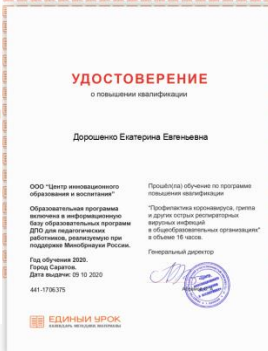 УДОСТОВЕРЕНИЕ
о повышении квалификации
Дорошенко Екатерина Евгеньевна
ООО "Центр инновационного
образования и воспитания"
Образовательная программа
включена в информационную
базу образовательных программ
ДПО для педагогических
работников, реализуемую при
поддержке Минобрнауки России.
Год обучения 2020.
Город Саратов.
Дата выдачи: 05 10 2020
441-1706375
Прошёл(ла) обучение по программе
повышения квалификации
"Профилактика коронавируса, гриппа
и других острых респираторных
вирусных инфекций
в общеобразовательных организациях"
в объеме 16 часов.
Генеральный директор
ЕДИНЫЙ УРОК